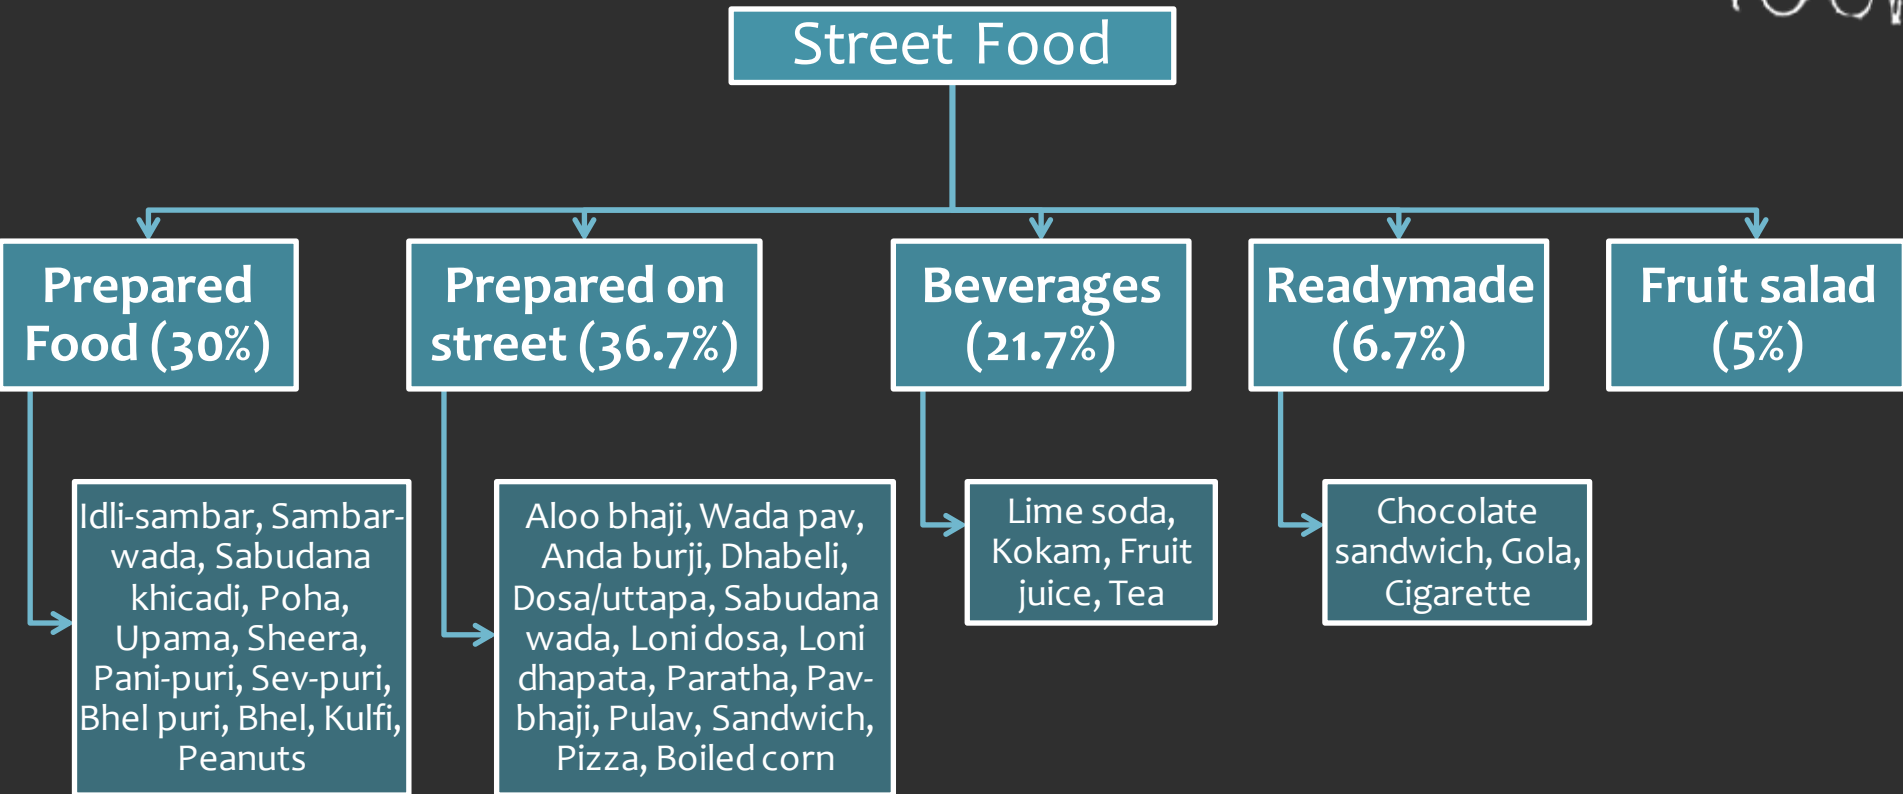 Street Food
Prepared
Food (30%)
Prepared on
street (36.7%)
Beverages
(21.7%)
Readymade
(6.7%)
Fruit salad
(5%)
Idli-sambar, Sambar-
wada, Sabudana
khicadi, Poha,
Upama, Sheera,
Pani-puri, Sev-puri,
Bhel puri, Bhel, Kulfi,
Peanuts
Aloo bhaji, Wada pav,
Anda burji, Dhabeli,
Dosa/uttapa, Sabudana
wada, Loni dosa, Loni
dhapata, Paratha, Pav-
bhaji, Pulav, Sandwich,
Pizza, Boiled corn
Lime soda,
Kokam, Fruit
juice, Tea
Chocolate
sandwich, Gola,
Cigarette